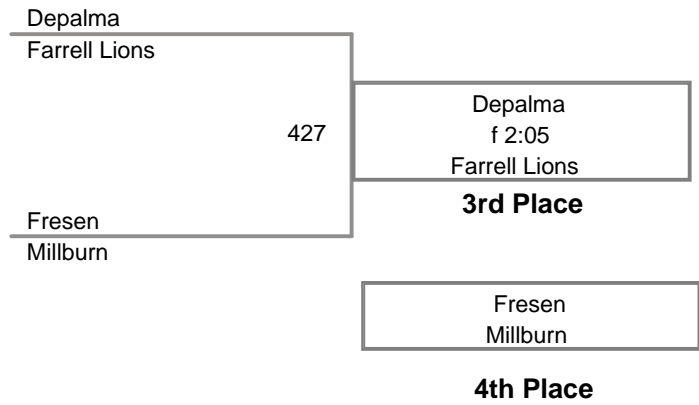 Depalma
Farrell Lions
427
Depalma
f 2:05
Farrell Lions
3rd Place
Fresen
Millburn
Fresen
Millburn
4th Place